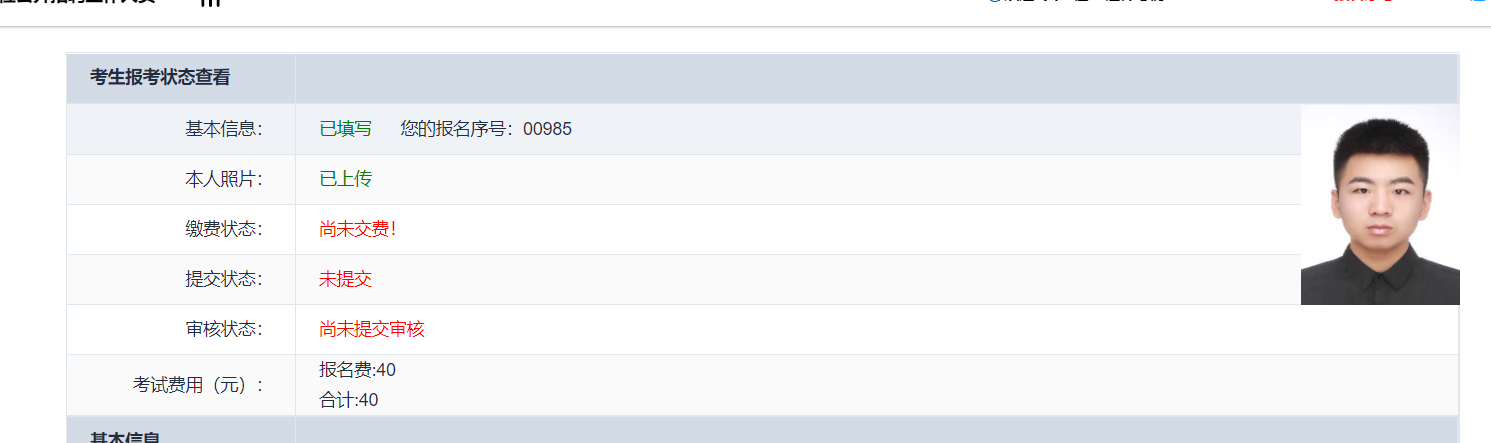 考生报考状态查看
基本信息： 已填写 您的报名序号：00985
本人照片： 已上传
缴费状态： 尚未交费！
提交状态： 未提交
审核状态： 尚未提交审核
考试费用（元）： 报名费:40
合计:40
基本信息